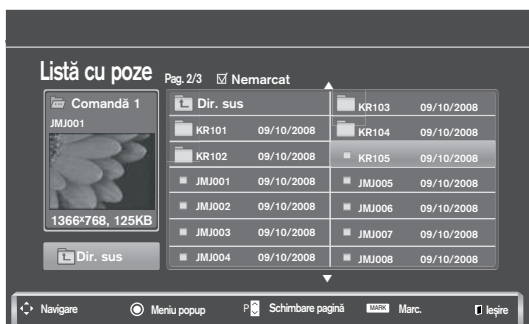 Listă cu poze Pag. 2/3 Nemarcat
Comandă 1
JMJ001
1366x768, 125KB
Dir. sus
Dir. sus
KR101 09/10/2008
KR102 09/10/2008
JMJ001 09/10/2008
JMJ002 09/10/2008
JMJ003 09/10/2008
JMJ004 09/10/2008
KR103 09/10/2008
KR104 09/10/2008
KR105 09/10/2008
JMJ005 09/10/2008
JMJ006 09/10/2008
JMJ007 09/10/2008
JMJ008 09/10/2008
Navigare Meniu popup P Schimbare pagină MARK Marc. Ieşire